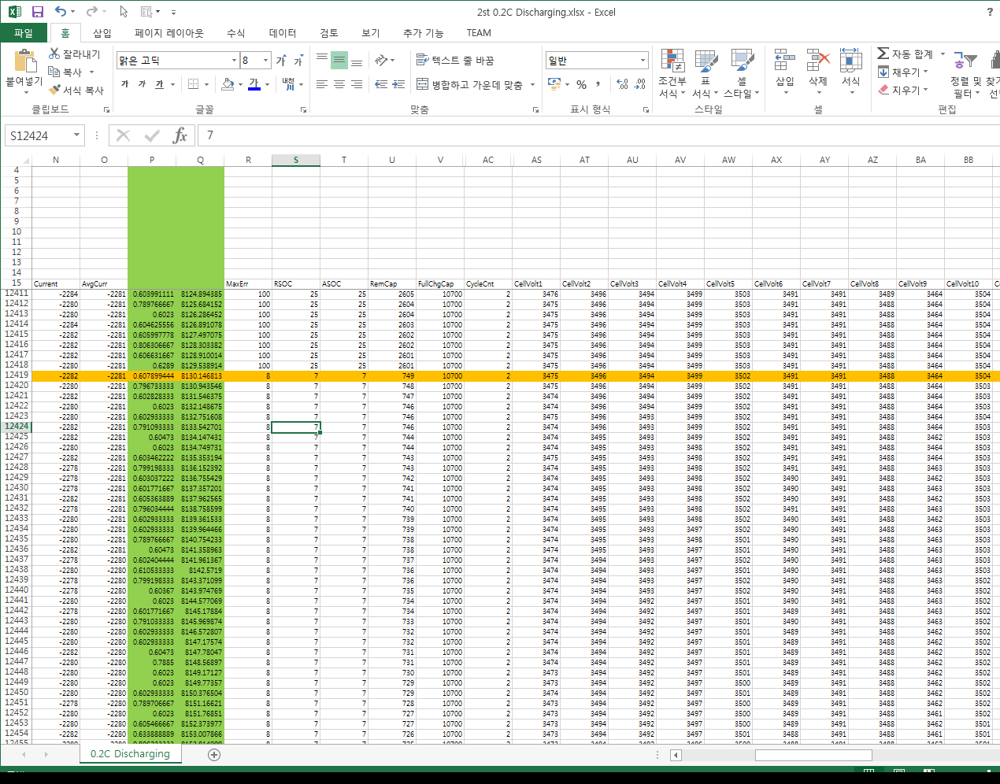 2st 0.2C Discharging.xlsx - Excel
?
파일 홈 삽입 페이지 레이아웃 수식 데이터 검토 보기 추가 기능 TEAM
붙여넣기
잘라내기
복사
서식 복사
클립보드
맑은 고딕 8 가 가
가 가 가 가 내천
글꼴
텍스트 줄 바꿈
병합하고 가운데 맞춤
맞춤
일반
% ,
표시 형식
조건부 서식
표 서식
셀 스타일
스타일
삽입 삭제 서식
셀
자동 합계
채우기
지우기
정렬 및 필터
편집
S12424 fx 7
N O P Q R S T U V AC AS AT AU AV AW AX AY AZ BA BB
4
5
6
7
8
9
10
11
12
13
14
15 Current AvgCurr MaxErr RSOC ASOC RemCap FullChgCap CycleCnt CellVolt1 CellVolt2 CellVolt3 CellVolt4 CellVolt5 CellVolt6 CellVolt7 CellVolt8 CellVolt9 CellVolt10
12411 -2284 -2281 0.603991111 8124.894385 100 25 25 2605 10700 2 3476 3496 3494 3499 3503 3491 3491 3489 3464 3504
12412 -2280 -2281 0.789766667 8125.684152 100 25 25 2604 10700 2 3475 3496 3494 3499 3503 3491 3491 3488 3464 3504
12413 -2280 -2281 0.6023 8126.286452 100 25 25 2604 10700 2 3475 3496 3494 3499 3503 3491 3491 3488 3464 3504
12414 -2284 -2281 0.604625556 8126.891078 100 25 25 2603 10700 2 3475 3496 3494 3499 3503 3491 3491 3488 3464 3504
12415 -2282 -2281 0.605997778 8127.497075 100 25 25 2602 10700 2 3475 3496 3494 3499 3503 3491 3491 3488 3464 3504
12416 -2282 -2281 0.806306667 8128.303382 100 25 25 2602 10700 2 3475 3496 3494 3499 3503 3491 3491 3488 3464 3504
12417 -2282 -2281 0.606631667 8128.910014 100 25 25 2601 10700 2 3475 3496 3494 3499 3503 3491 3491 3488 3464 3504
12418 -2280 -2281 0.6289 8129.538914 100 25 25 2601 10700 2 3475 3496 3494 3499 3502 3491 3491 3488 3464 3504
12419 -2282 -2281 0.607899444 8130.146813 8 7 7 749 10700 2 3475 3496 3494 3499 3502 3491 3491 3488 3464 3504
12420 -2280 -2281 0.796733333 8130.943546 8 7 7 748 10700 2 3475 3496 3494 3499 3502 3491 3491 3488 3464 3503
12421 -2282 -2281 0.602828333 8131.546375 8 7 7 747 10700 2 3474 3496 3494 3499 3502 3491 3491 3488 3464 3503
12422 -2280 -2281 0.6023 8132.148675 8 7 7 746 10700 2 3474 3496 3494 3499 3502 3491 3491 3488 3464 3503
12423 -2280 -2281 0.602933333 8132.751608 8 7 7 746 10700 2 3475 3496 3493 3499 3502 3491 3491 3488 3464 3503
12424 -2282 -2281 0.791093333 8133.542701 8 7 7 746 10700 2 3474 3496 3493 3499 3502 3491 3491 3488 3464 3503
12425 -2282 -2281 0.60473 8134.147431 8 7 7 744 10700 2 3474 3495 3493 3499 3502 3491 3491 3488 3462 3503
12426 -2280 -2281 0.6023 8134.749731 8 7 7 744 10700 2 3475 3495 3493 3498 3502 3491 3491 3488 3464 3503
12427 -2282 -2281 0.603462222 8135.353194 8 7 7 743 10700 2 3475 3495 3493 3498 3502 3491 3491 3488 3464 3503
12428 -2278 -2281 0.799198333 8136.152392 8 7 7 743 10700 2 3474 3495 3493 3498 3502 3491 3491 3488 3463 3503
12429 -2278 -2281 0.603037222 8136.755429 8 7 7 742 10700 2 3474 3495 3493 3498 3502 3490 3491 3488 3462 3503
12430 -2278 -2281 0.601771667 8137.357201 8 7 7 741 10700 2 3474 3495 3493 3498 3502 3490 3491 3488 3463 3503
12431 -2282 -2281 0.605363889 8137.962565 8 7 7 741 10700 2 3474 3495 3493 3498 3502 3490 3491 3488 3462 3503
12432 -2278 -2281 0.796034444 8138.758599 8 7 7 740 10700 2 3474 3495 3493 3498 3502 3491 3491 3488 3463 3503
12433 -2280 -2281 0.602933333 8139.361533 8 7 7 739 10700 2 3474 3495 3493 3498 3502 3490 3491 3488 3462 3503
12434 -2280 -2281 0.602933333 8139.964466 8 7 7 739 10700 2 3474 3495 3493 3497 3502 3490 3491 3488 3463 3503
12435 -2280 -2281 0.789766667 8140.754233 8 7 7 738 10700 2 3474 3495 3493 3498 3501 3490 3491 3488 3463 3503
12436 -2282 -2281 0.60473 8141.358963 8 7 7 738 10700 2 3474 3495 3493 3497 3501 3490 3491 3488 3463 3503
12437 -2278 -2280 0.602404444 8141.961367 8 7 7 737 10700 2 3474 3494 3493 3497 3502 3490 3491 3488 3463 3503
12438 -2280 -2280 0.610533333 8142.5719 8 7 7 736 10700 2 3474 3494 3493 3497 3501 3490 3491 3488 3463 3503
12439 -2278 -2280 0.799198333 8143.371099 8 7 7 736 10700 2 3474 3494 3493 3497 3502 3490 3491 3488 3463 3502
12440 -2278 -2280 0.60367 8143.974769 8 7 7 735 10700 2 3474 3494 3493 3497 3502 3490 3491 3488 3463 3502
12441 -2280 -2280 0.6023 8144.577069 8 7 7 734 10700 2 3474 3494 3493 3497 3501 3490 3491 3488 3463 3502
12442 -2278 -2280 0.601771667 8145.17884 8 7 7 734 10700 2 3474 3494 3493 3497 3501 3489 3491 3488 3463 3502
12443 -2280 -2280 0.791033333 8145.969874 8 7 7 733 10700 2 3474 3494 3492 3497 3501 3490 3491 3488 3463 3502
12444 -2280 -2280 0.602933333 8146.572807 8 7 7 732 10700 2 3474 3494 3492 3497 3501 3489 3491 3488 3462 3502
12445 -2280 -2280 0.602933333 8147.17574 8 7 7 732 10700 2 3474 3494 3492 3497 3501 3489 3491 3488 3462 3502
12446 -2282 -2280 0.60473 8147.78047 8 7 7 731 10700 2 3474 3494 3492 3497 3501 3489 3491 3488 3462 3502
12447 -2280 -2280 0.7885 8148.56897 8 7 7 731 10700 2 3474 3494 3492 3497 3501 3489 3491 3488 3462 3502
12448 -2280 -2280 0.6023 8149.17127 8 7 7 730 10700 2 3473 3494 3492 3497 3501 3489 3491 3488 3462 3502
12449 -2280 -2280 0.6023 8149.77357 8 7 7 729 10700 2 3473 3494 3492 3497 3500 3489 3491 3488 3462 3502
12450 -2280 -2280 0.602933333 8150.376504 8 7 7 729 10700 2 3474 3494 3492 3497 3501 3489 3491 3488 3462 3502
12451 -2278 -2280 0.789706667 8151.16621 8 7 7 728 10700 2 3473 3494 3492 3497 3500 3489 3491 3488 3462 3502
12452 -2280 -2280 0.6023 8151.76851 8 7 7 727 10700 2 3473 3494 3492 3497 3500 3489 3491 3488 3461 3502
12453 -2280 -2280 0.605466667 8152.373977 8 7 7 727 10700 2 3473 3494 3492 3497 3500 3489 3491 3488 3462 3501
12454 -2282 -2280 0.633888889 8153.007866 8 7 7 726 10700 2 3473 3494 3492 3497 3501 3488 3491 3488 3461 3501
0.2C Discharging